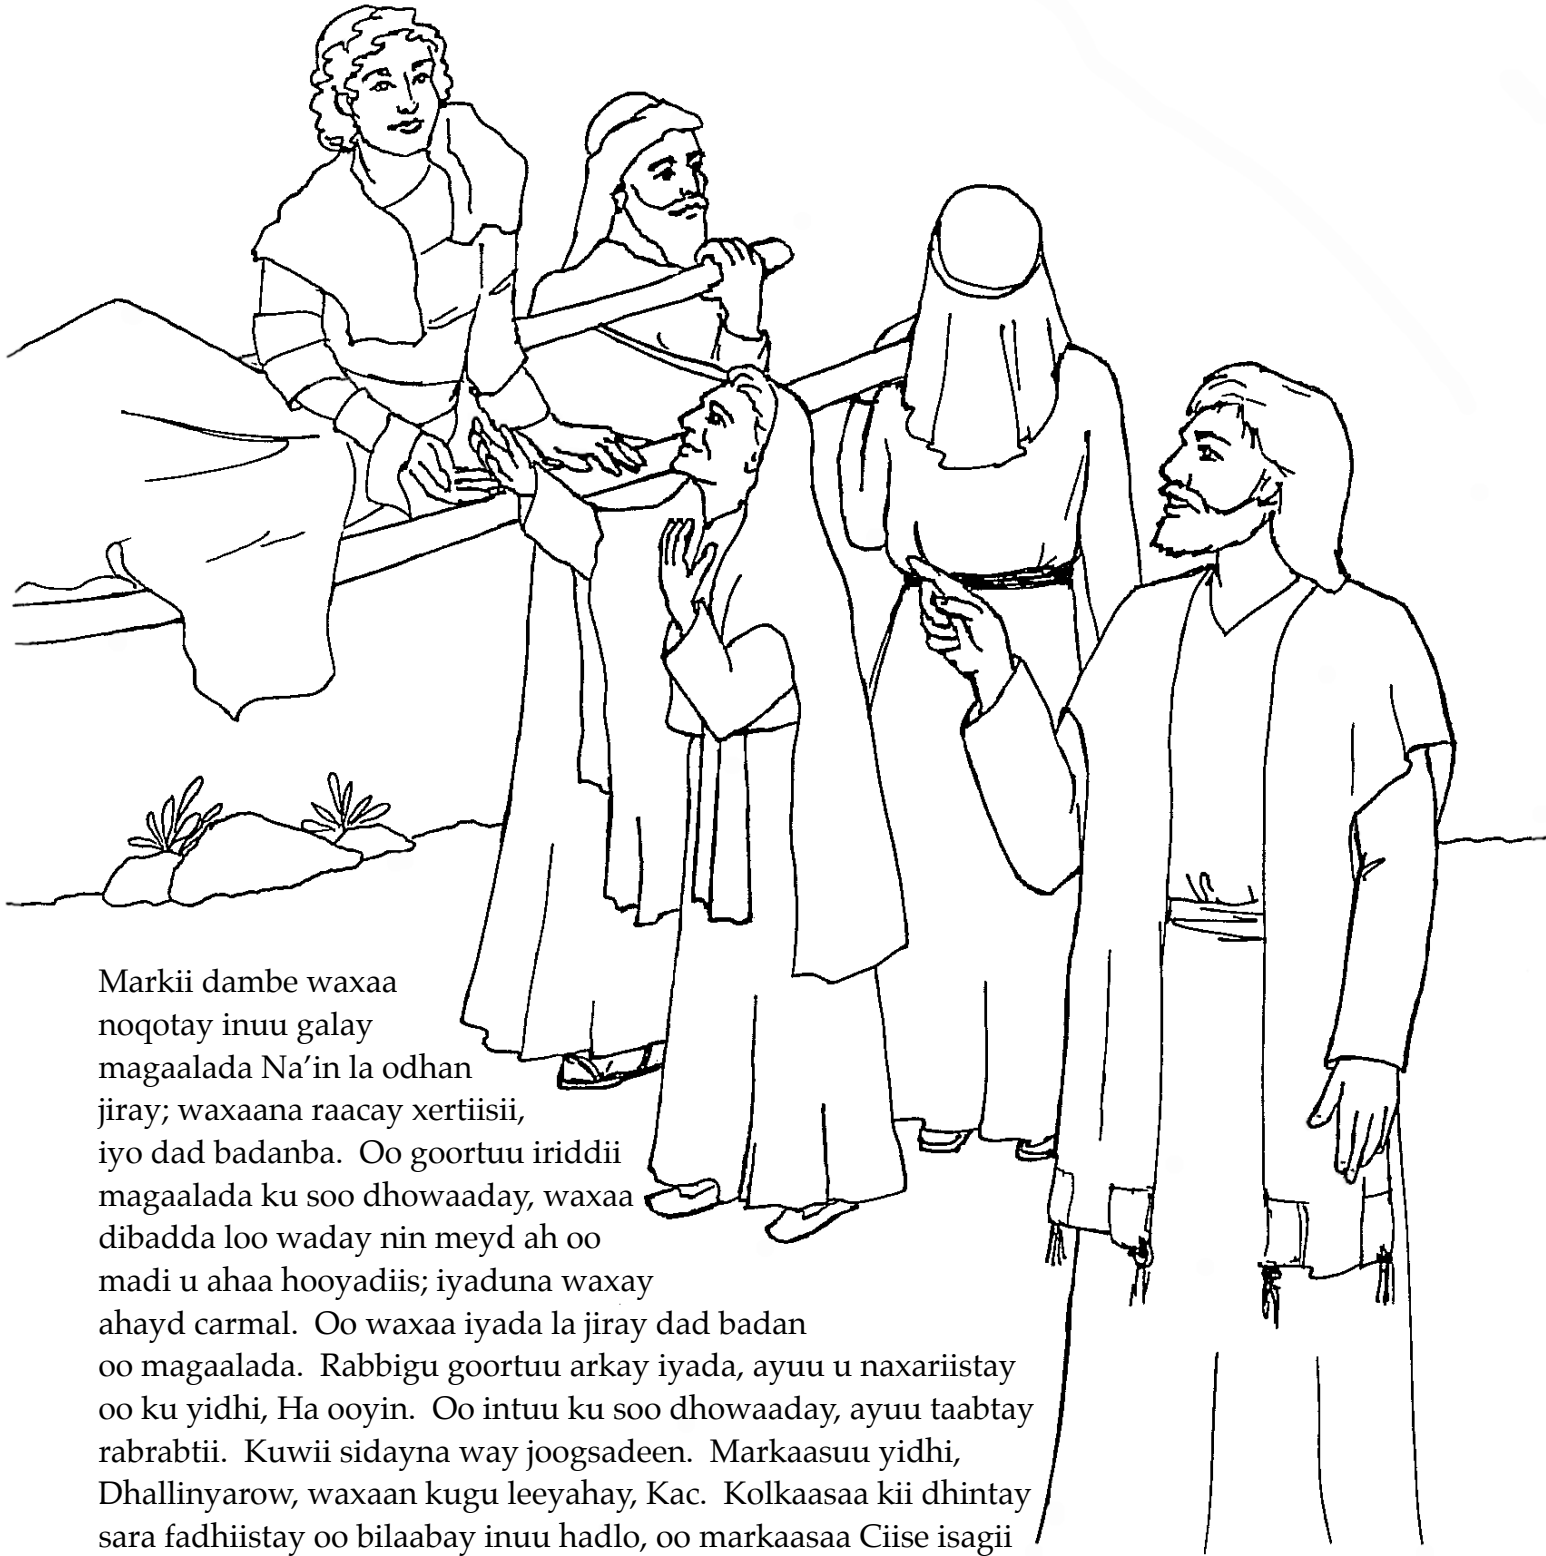 Markii dambe waxaa
noqotay inuu galay
magaalada Na’in la odhan
jiray; waxaana raacay xertiisii,
iyo dad badanba.  Oo goortuu iriddii
magaalada ku soo dhowaaday, waxaa
dibadda loo waday nin meyd ah oo
madi u ahaa hooyadiis; iyaduna waxay
ahayd carmal.  Oo waxaa iyada la jiray dad badan
oo magaalada.  Rabbigu goortuu arkay iyada, ayuu u naxariistay
oo ku yidhi, Ha ooyin.  Oo intuu ku soo dhowaaday, ayuu taabtay
rabrabtii.  Kuwii sidayna way joogsadeen.  Markaasuu yidhi,
Dhallinyarow, waxaan kugu leeyahay, Kac.  Kolkaasaa kii dhintay
sara fadhiistay oo bilaabay inuu hadlo, oo markaasaa Ciise isagii